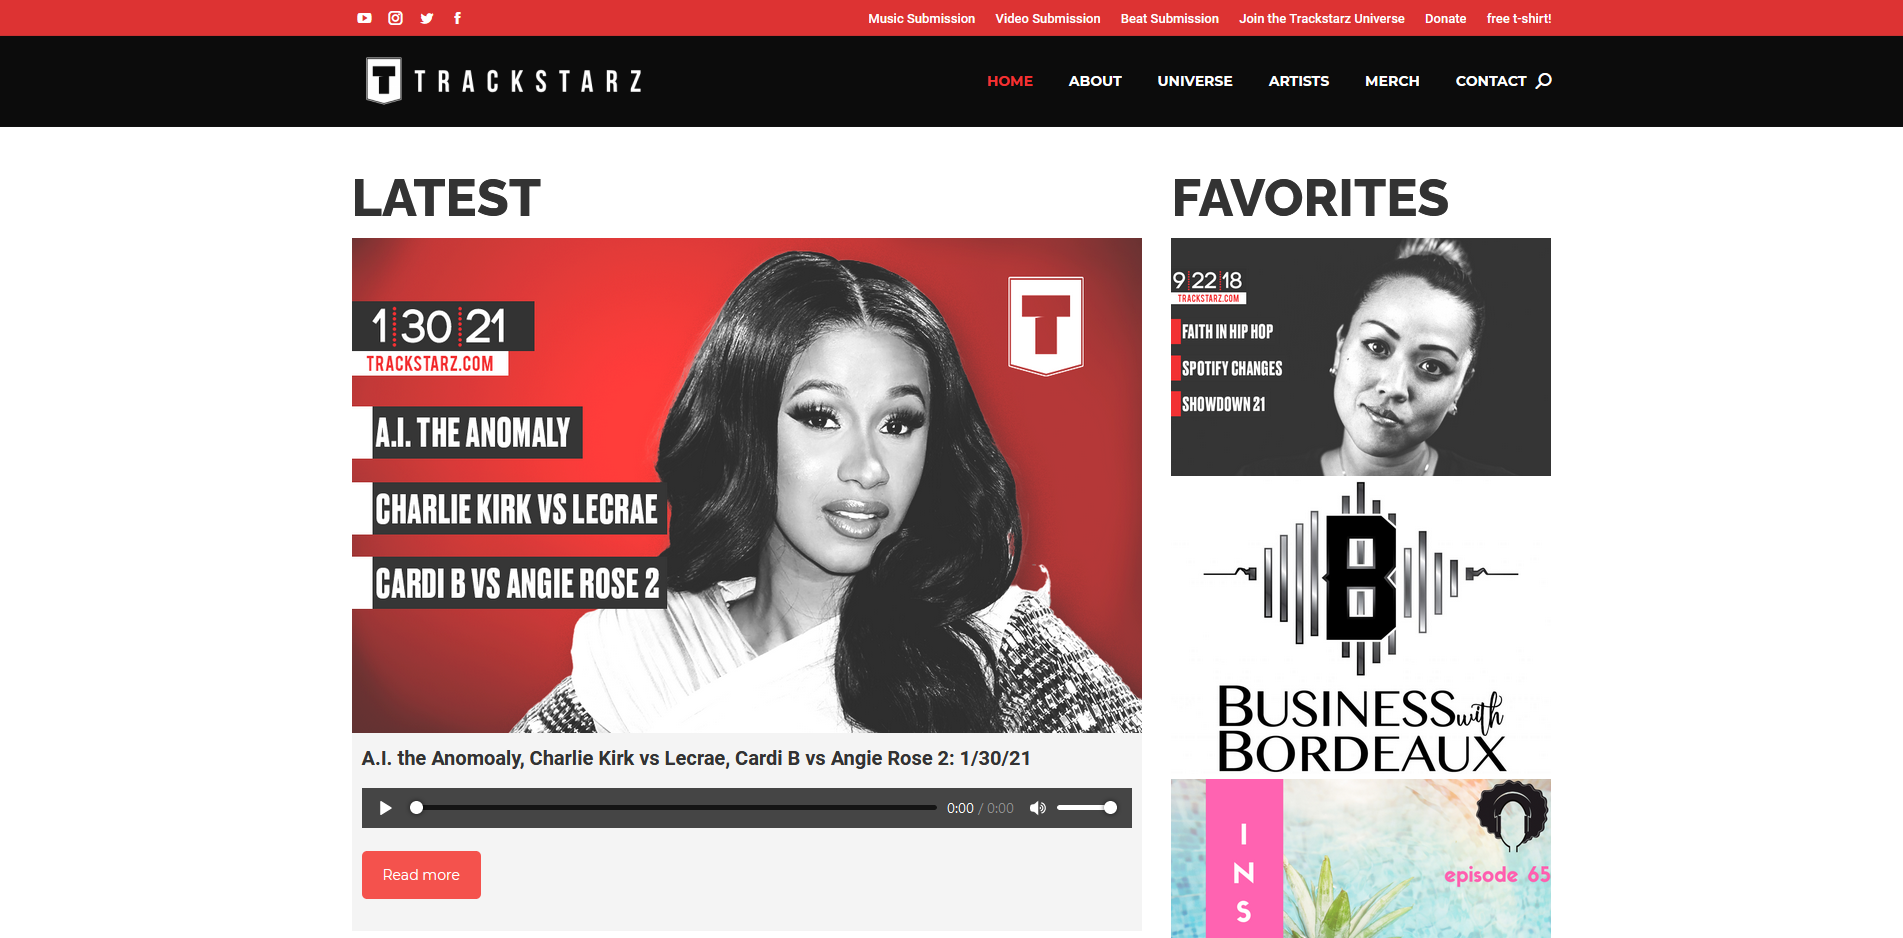 Music Submission Video Submission Beat Submission Join the Trackstarz Universe Donate free t-shirt!
T TRACKSTARZ
HOME ABOUT UNIVERSE ARTISTS MERCH CONTACT
LATEST
1 30 21
TRACKSTARZ.COM
T
A.I. THE ANOMALY
CHARLIE KIRK VS LECRAE
CARDI B VS ANGIE ROSE 2
A.I. the Anomoaly, Charlie Kirk vs Lecrae, Cardi B vs Angie Rose 2: 1/30/21
0:00 / 0:00
Read more
FAVORITES
9 22 18
TRACKSTARZ.COM
FAITH IN HIP HOP
SPOTIFY CHANGES
SHOWDOWN 21
B
BUSINESS with
BORDEAUX
I
N
S
episode 65